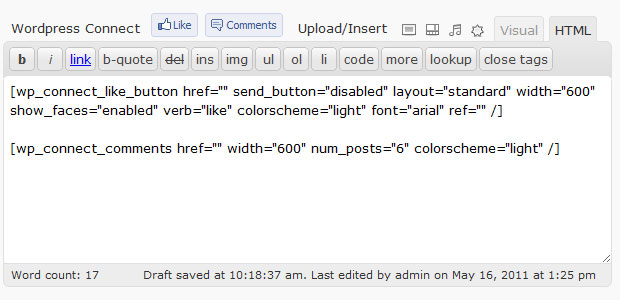 Wordpress Connect Like Comments Upload/Insert Visual HTML
b i link b-quote del ins img ul ol li code more lookup close tags
[wp_connect_like_button href="" send_button="disabled" layout="standard" width="600"
show_faces="enabled" verb="like" colorscheme="light" font="arial" ref="" /]
[wp_connect_comments href="" width="600" num_posts="6" colorscheme="light" /]
Word count: 17 Draft saved at 10:18:37 am. Last edited by admin on May 16, 2011 at 1:25 pm